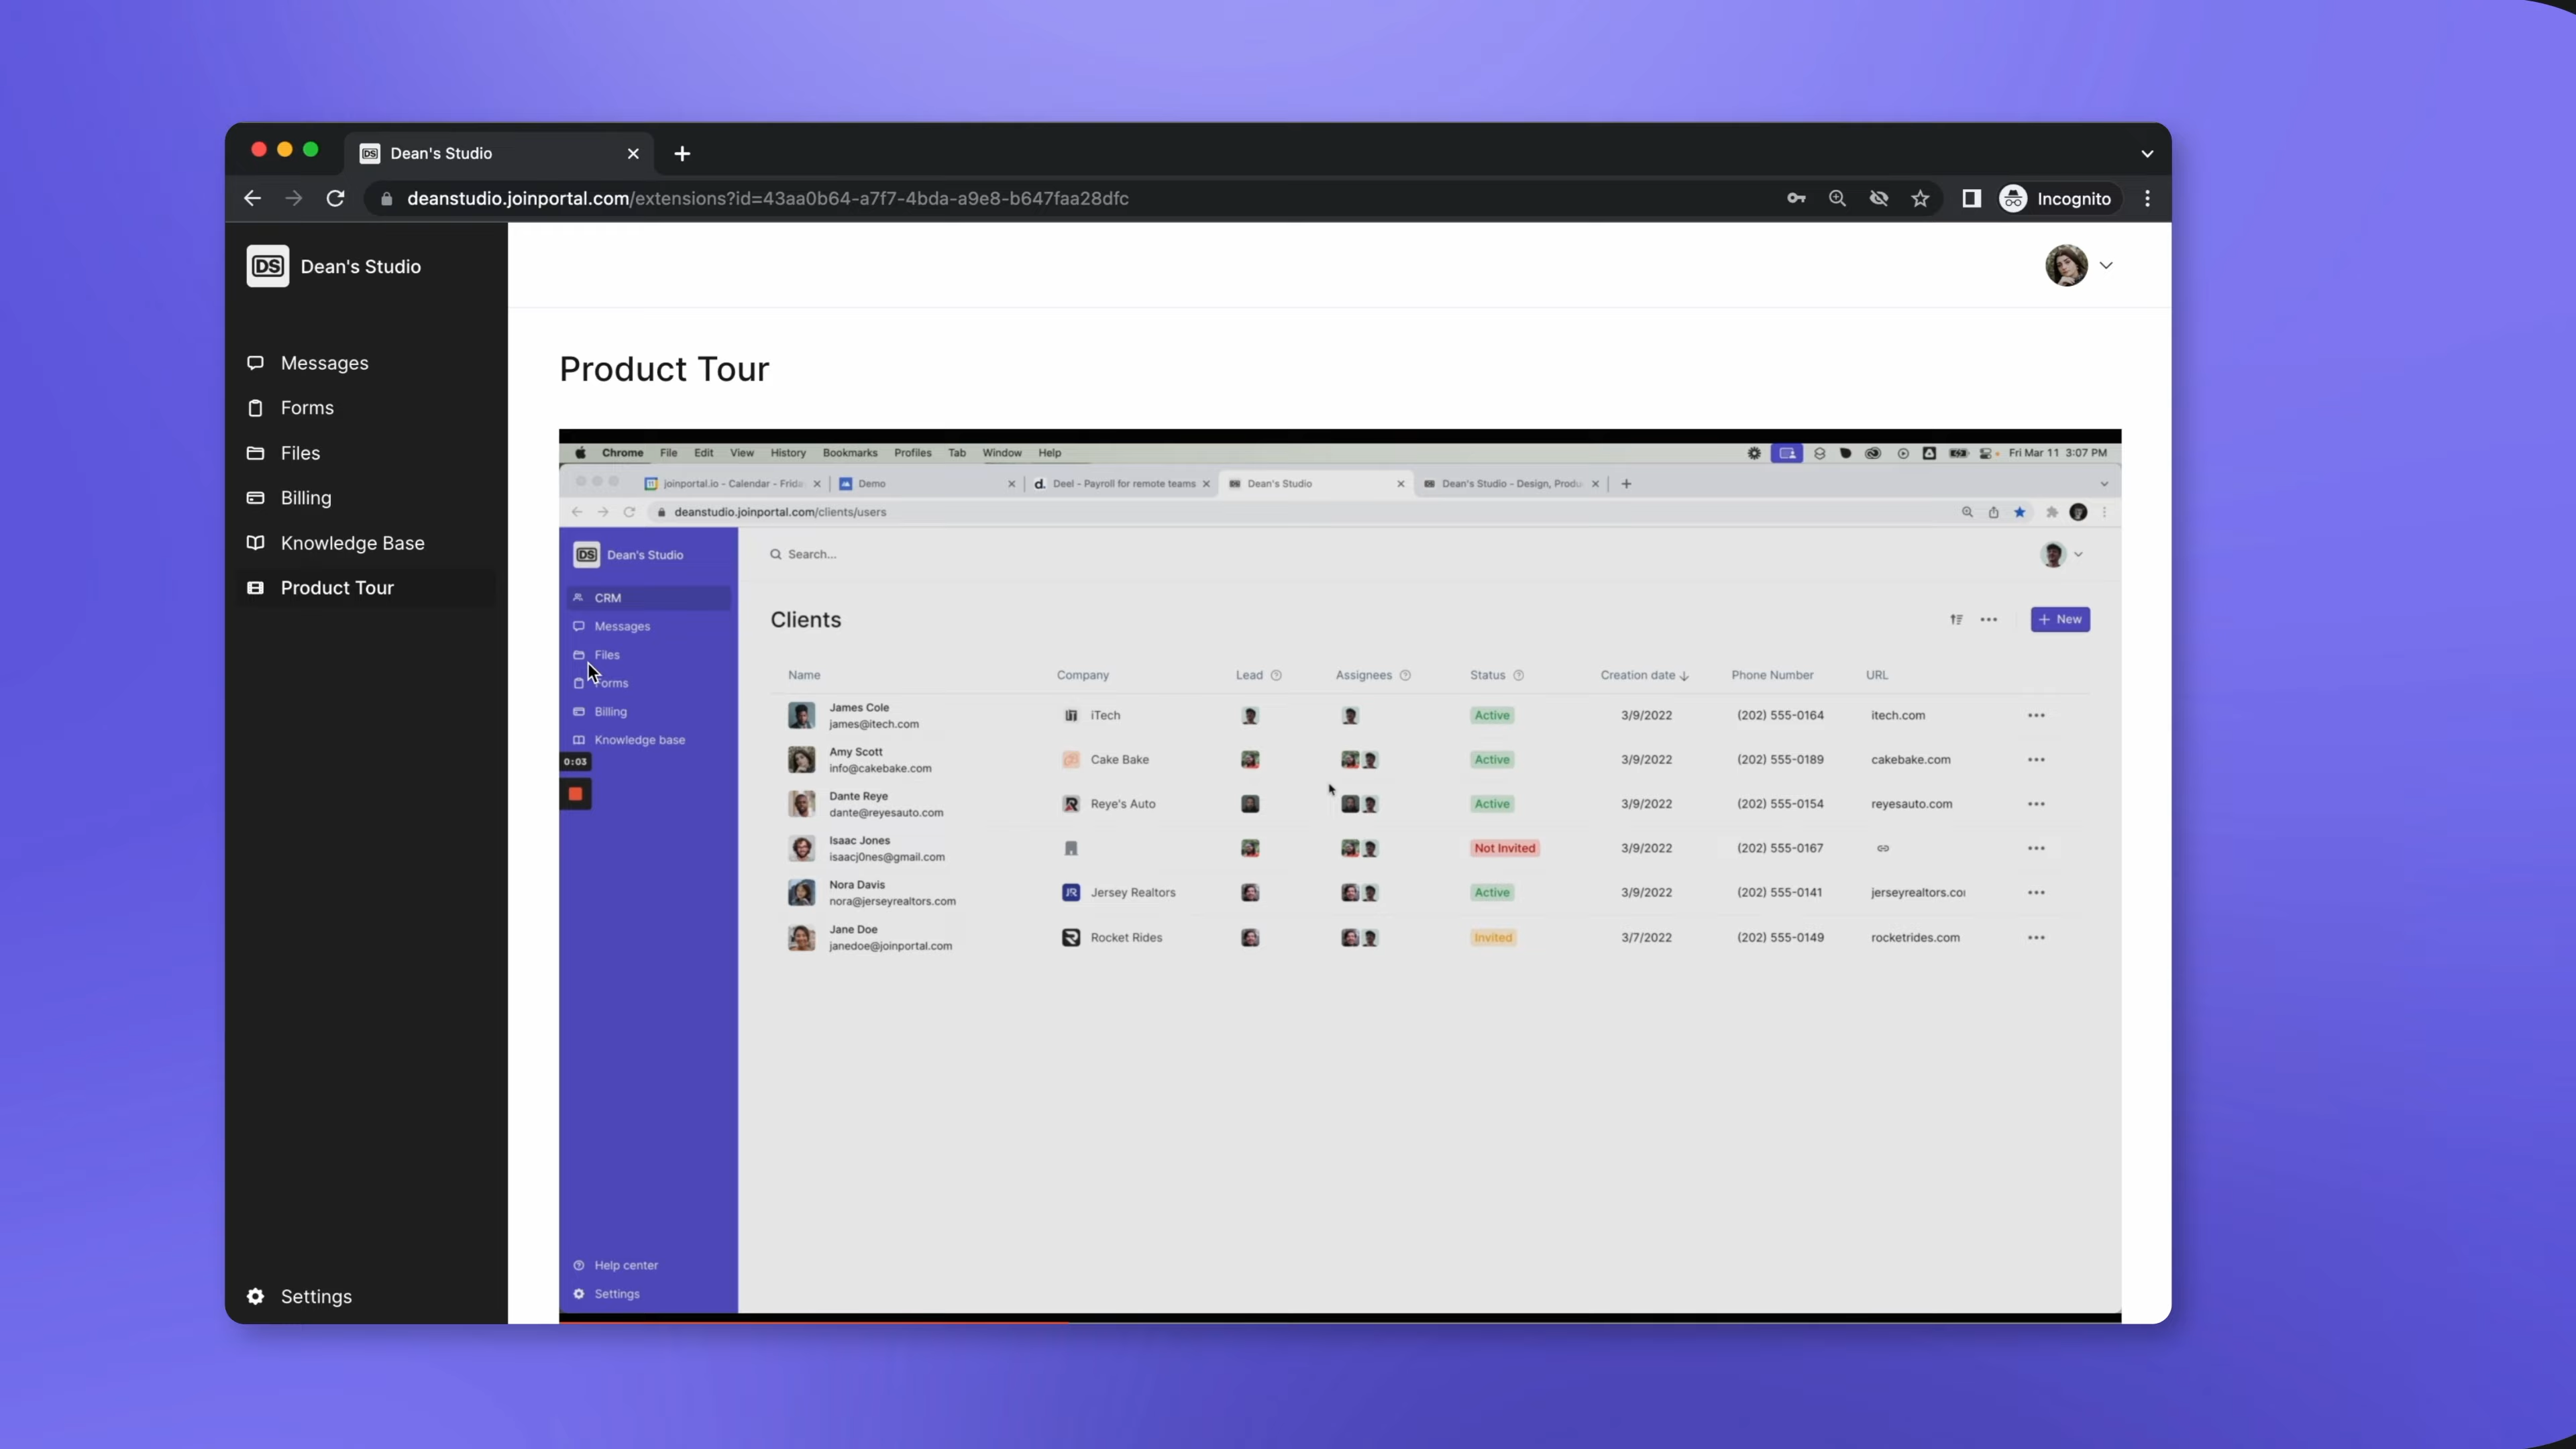 DS Dean's Studio
deanstudio.joinportal.com/extensions?id=43aa0b64-a7f7-4bda-a9e8-b647faa28dfc
Incognito
DS Dean's Studio
Messages
Forms
Files
Billing
Knowledge Base
Product Tour
Settings
Product Tour
Chrome File Edit View History Bookmarks Profiles Tab Window Help
Fri Mar 11 3:07 PM
joinportal.io - Calendar - Frida
Demo
d. Deel - Payroll for remote teams
Dean's Studio
Dean's Studio - Design, Produ
deanstudio.joinportal.com/clients/users
DS Dean's Studio
Search...
CRM
Messages
Files
Forms
Billing
Knowledge base
0:03
Help center
Settings
Clients
New
Name Company Lead Assignees Status Creation date Phone Number URL
James Cole
james@itech.com
iTech Active 3/9/2022 (202) 555-0164 itech.com
Amy Scott
info@cakebake.com
Cake Bake Active 3/9/2022 (202) 555-0189 cakebake.com
Dante Reye
dante@reyesauto.com
Reye's Auto Active 3/9/2022 (202) 555-0154 reyesauto.com
Isaac Jones
isaacj0nes@gmail.com
Not Invited 3/9/2022 (202) 555-0167
Nora Davis
nora@jerseyrealtors.com
JR Jersey Realtors Active 3/9/2022 (202) 555-0141 jerseyrealtors.co
Jane Doe
janedoe@joinportal.com
Rocket Rides Invited 3/7/2022 (202) 555-0149 rocketrides.com